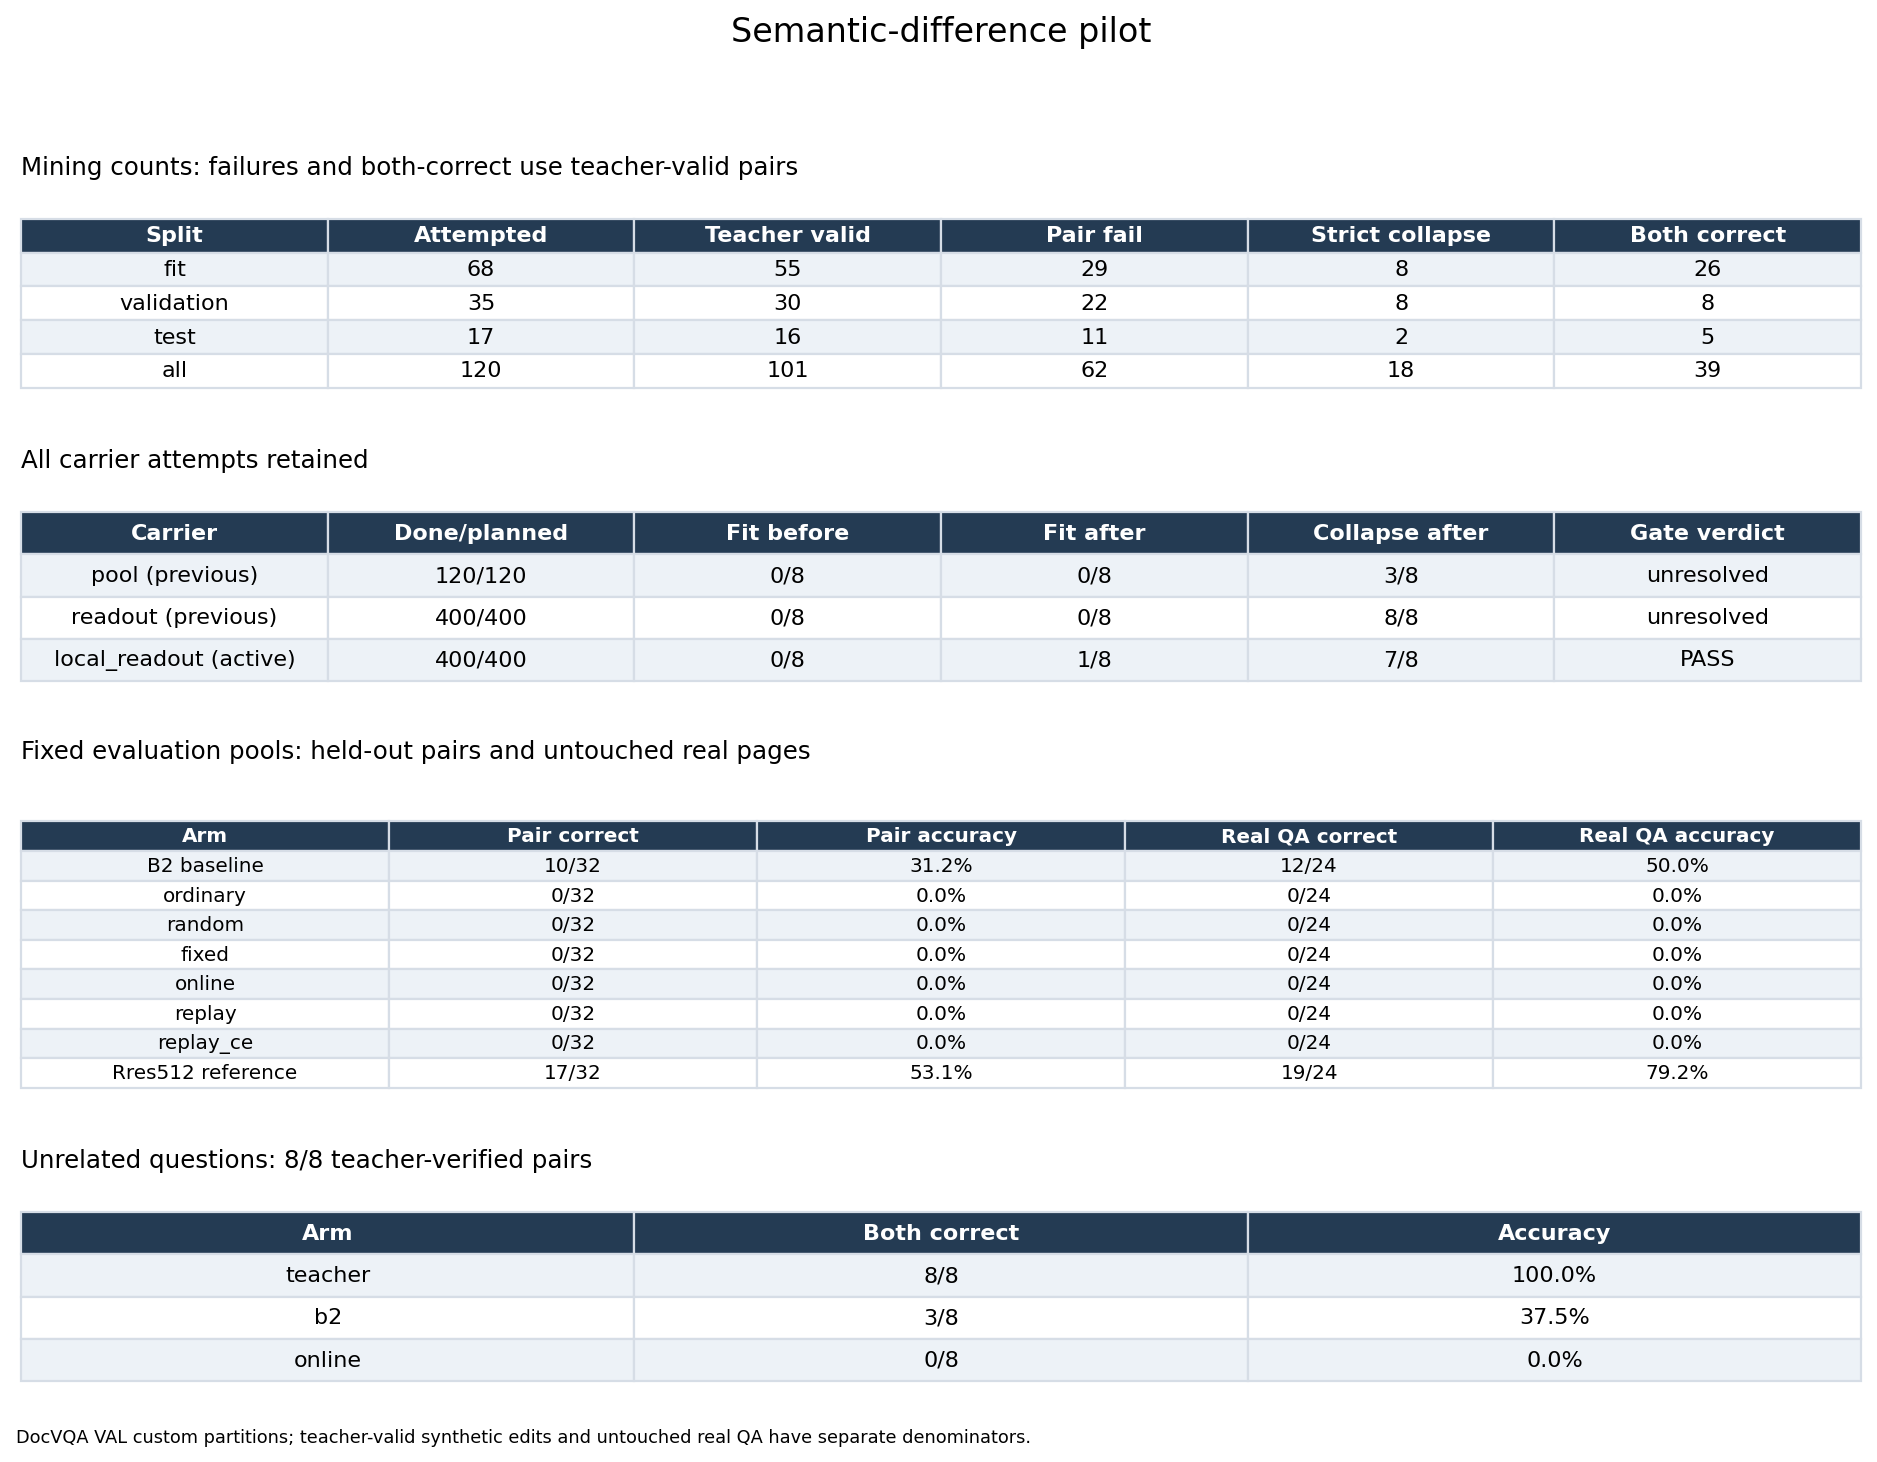 Semantic-difference pilot
Mining counts: failures and both-correct use teacher-valid pairs
Split Attempted Teacher valid Pair fail Strict collapse Both correct
fit 68 55 29 8 26
validation 35 30 22 8 8
test 17 16 11 2 5
all 120 101 62 18 39
All carrier attempts retained
Carrier Done/planned Fit before Fit after Collapse after Gate verdict
pool (previous) 120/120 0/8 0/8 3/8 unresolved
readout (previous) 400/400 0/8 0/8 8/8 unresolved
local_readout (active) 400/400 0/8 1/8 7/8 PASS
Fixed evaluation pools: held-out pairs and untouched real pages
Arm Pair correct Pair accuracy Real QA correct Real QA accuracy
B2 baseline 10/32 31.2% 12/24 50.0%
ordinary 0/32 0.0% 0/24 0.0%
random 0/32 0.0% 0/24 0.0%
fixed 0/32 0.0% 0/24 0.0%
online 0/32 0.0% 0/24 0.0%
replay 0/32 0.0% 0/24 0.0%
replay_ce 0/32 0.0% 0/24 0.0%
Rres512 reference 17/32 53.1% 19/24 79.2%
Unrelated questions: 8/8 teacher-verified pairs
Arm Both correct Accuracy
teacher 8/8 100.0%
b2 3/8 37.5%
online 0/8 0.0%
DocVQA VAL custom partitions; teacher-valid synthetic edits and untouched real QA have separate denominators.